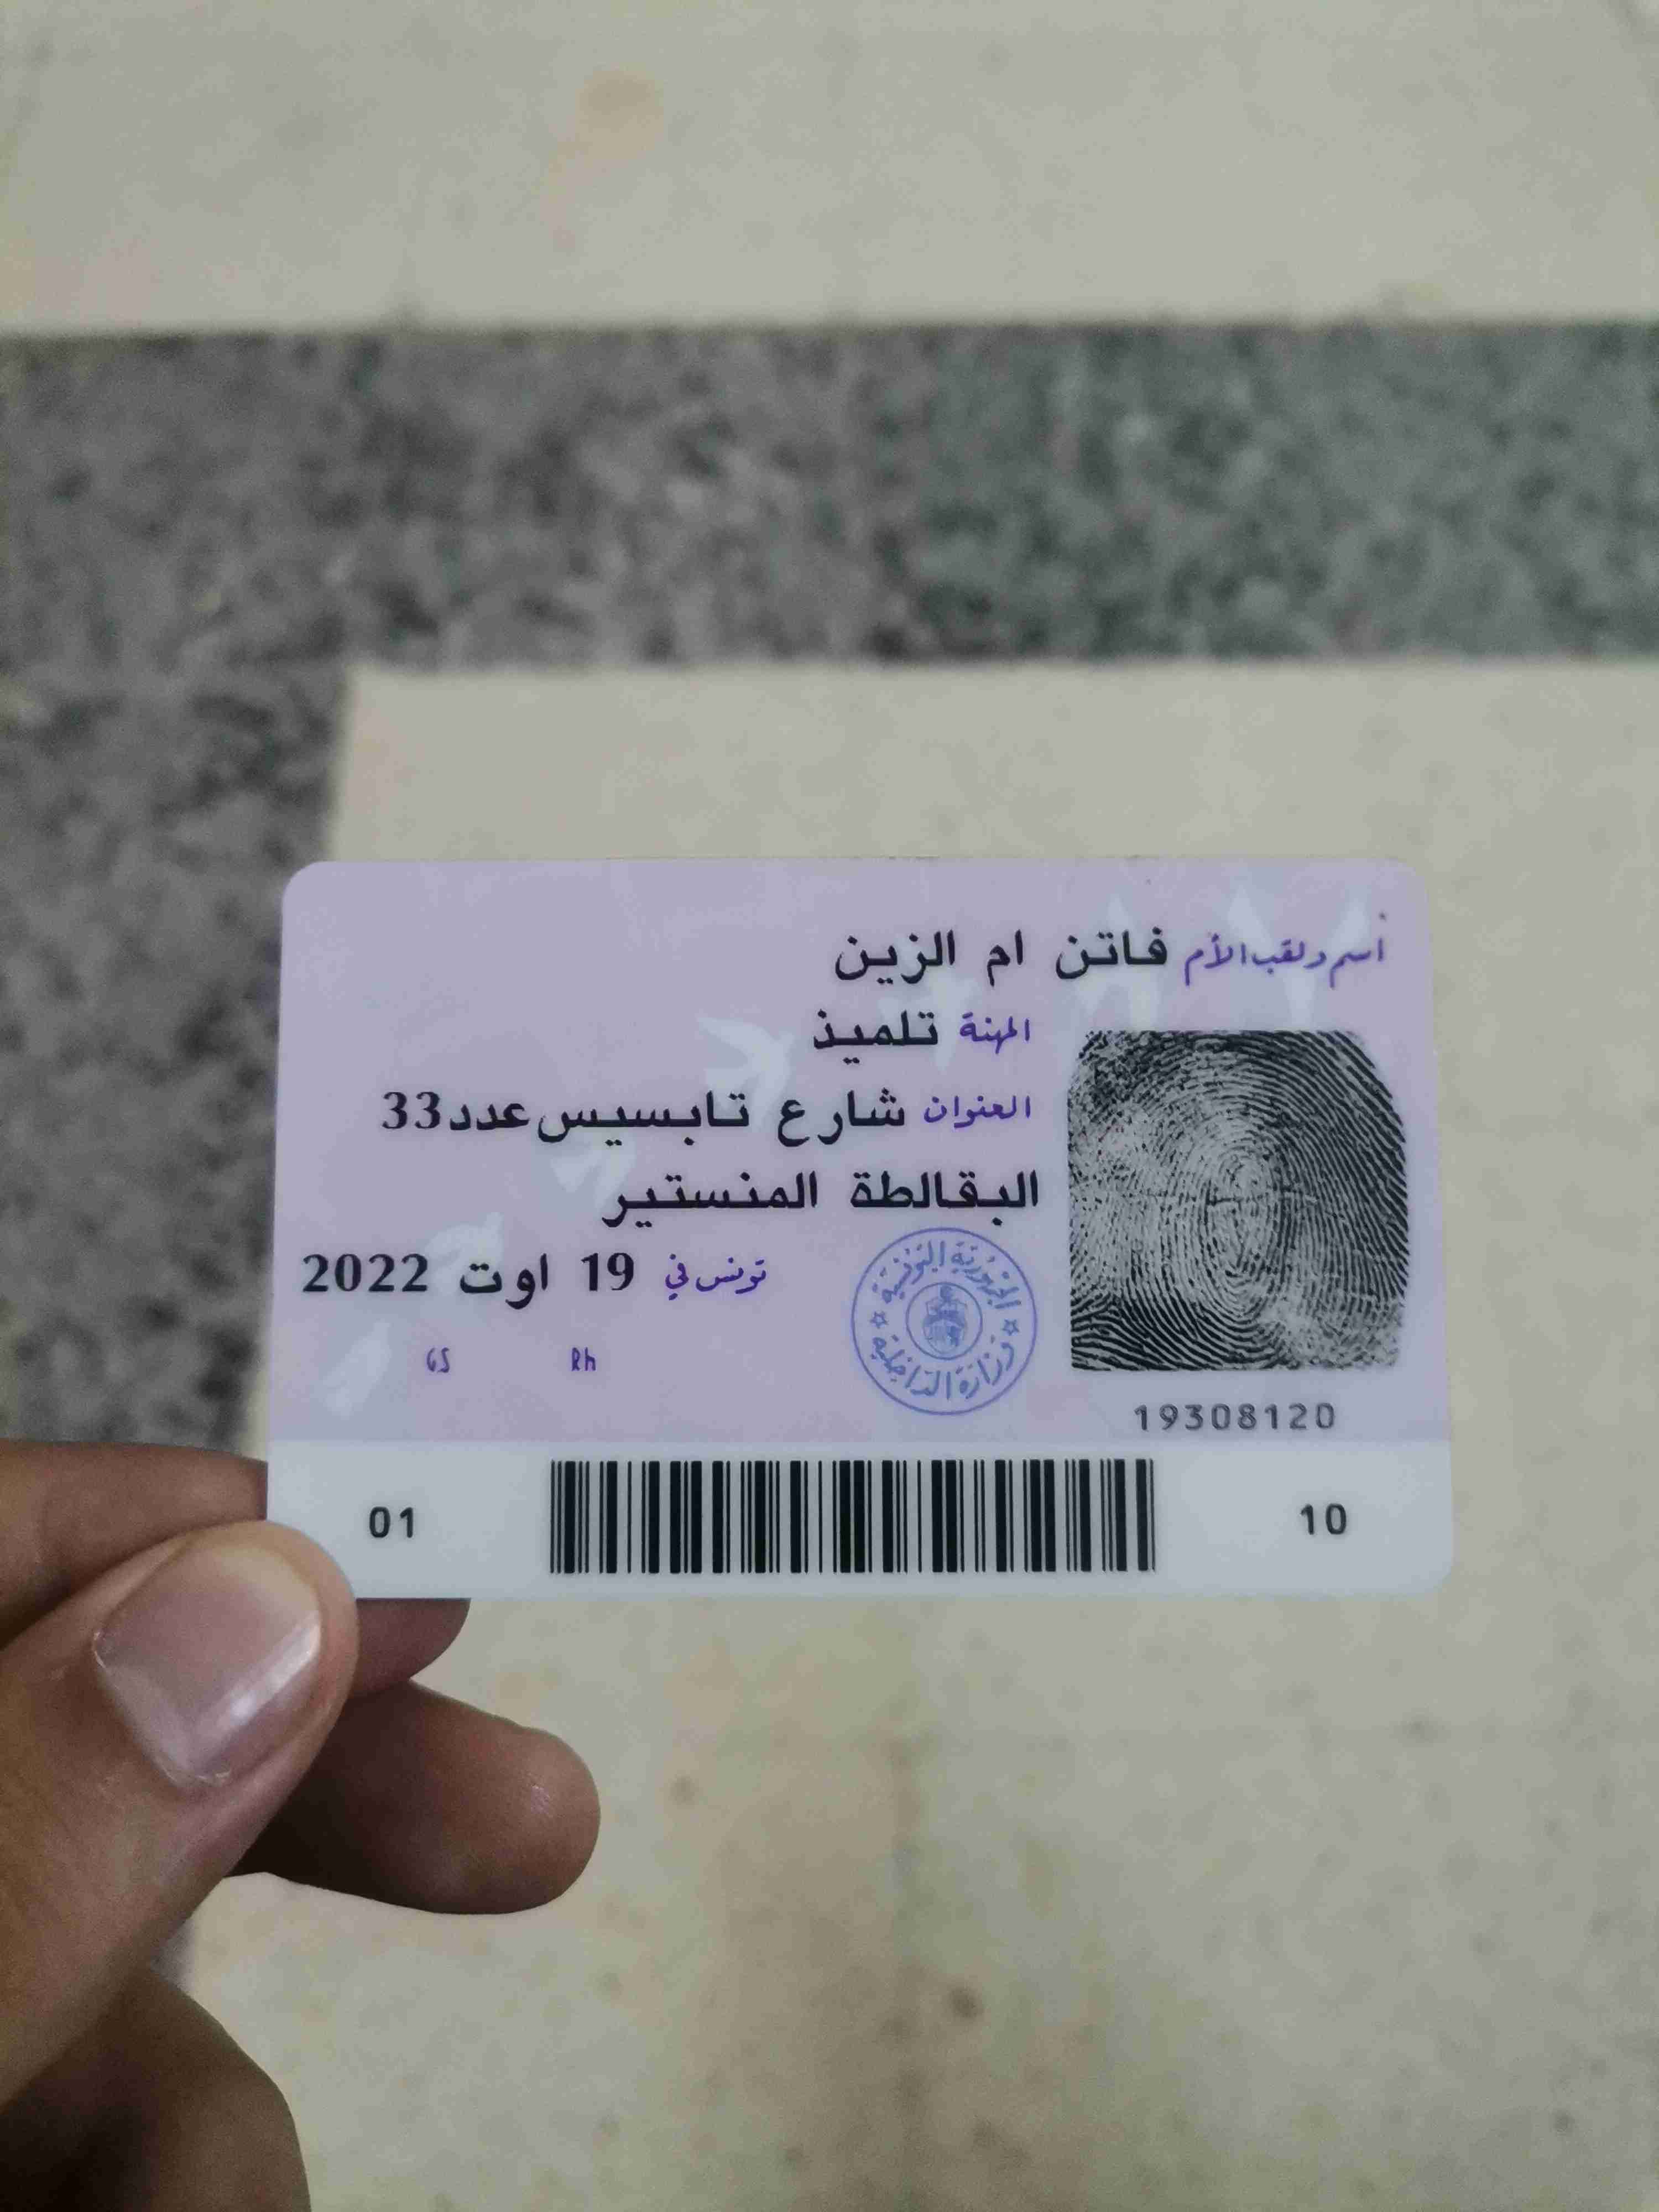 اسم ولقب الأم فاتن ام الزين
المهنة تلميذ
العنوان شارع تابسيس عدد33
البقالطة المنستير
تونس في 19 اوت 2022
الجمهورية التونسية
وزارة الداخلية
GS Rh
19308120
01 10